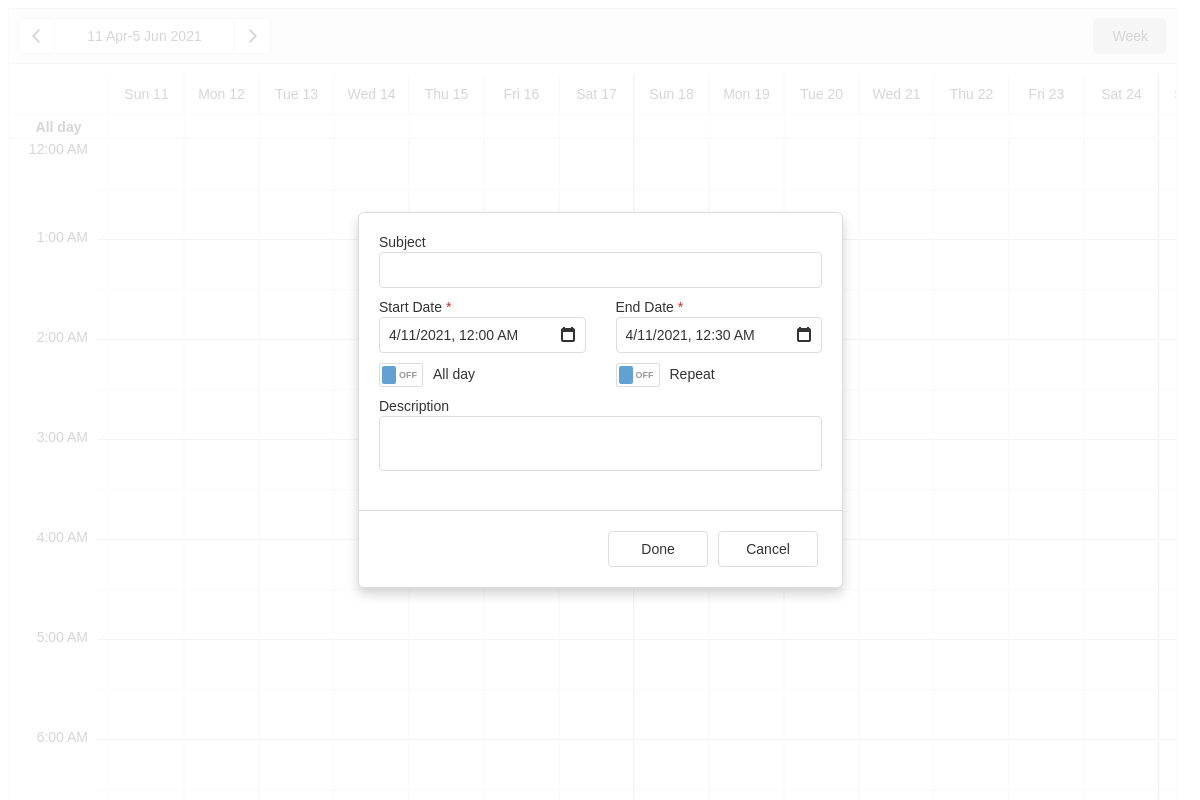 11 Apr-5 Jun 2021
Week
Sun 11 Mon 12 Tue 13 Wed 14 Thu 15 Fri 16 Sat 17 Sun 18 Mon 19 Tue 20 Wed 21 Thu 22 Fri 23 Sat 24
All day
12:00 AM
1:00 AM
2:00 AM
3:00 AM
4:00 AM
5:00 AM
6:00 AM
Subject
Start Date * End Date *
4/11/2021, 12:00 AM 4/11/2021, 12:30 AM
OFF All day OFF Repeat
Description
Done Cancel